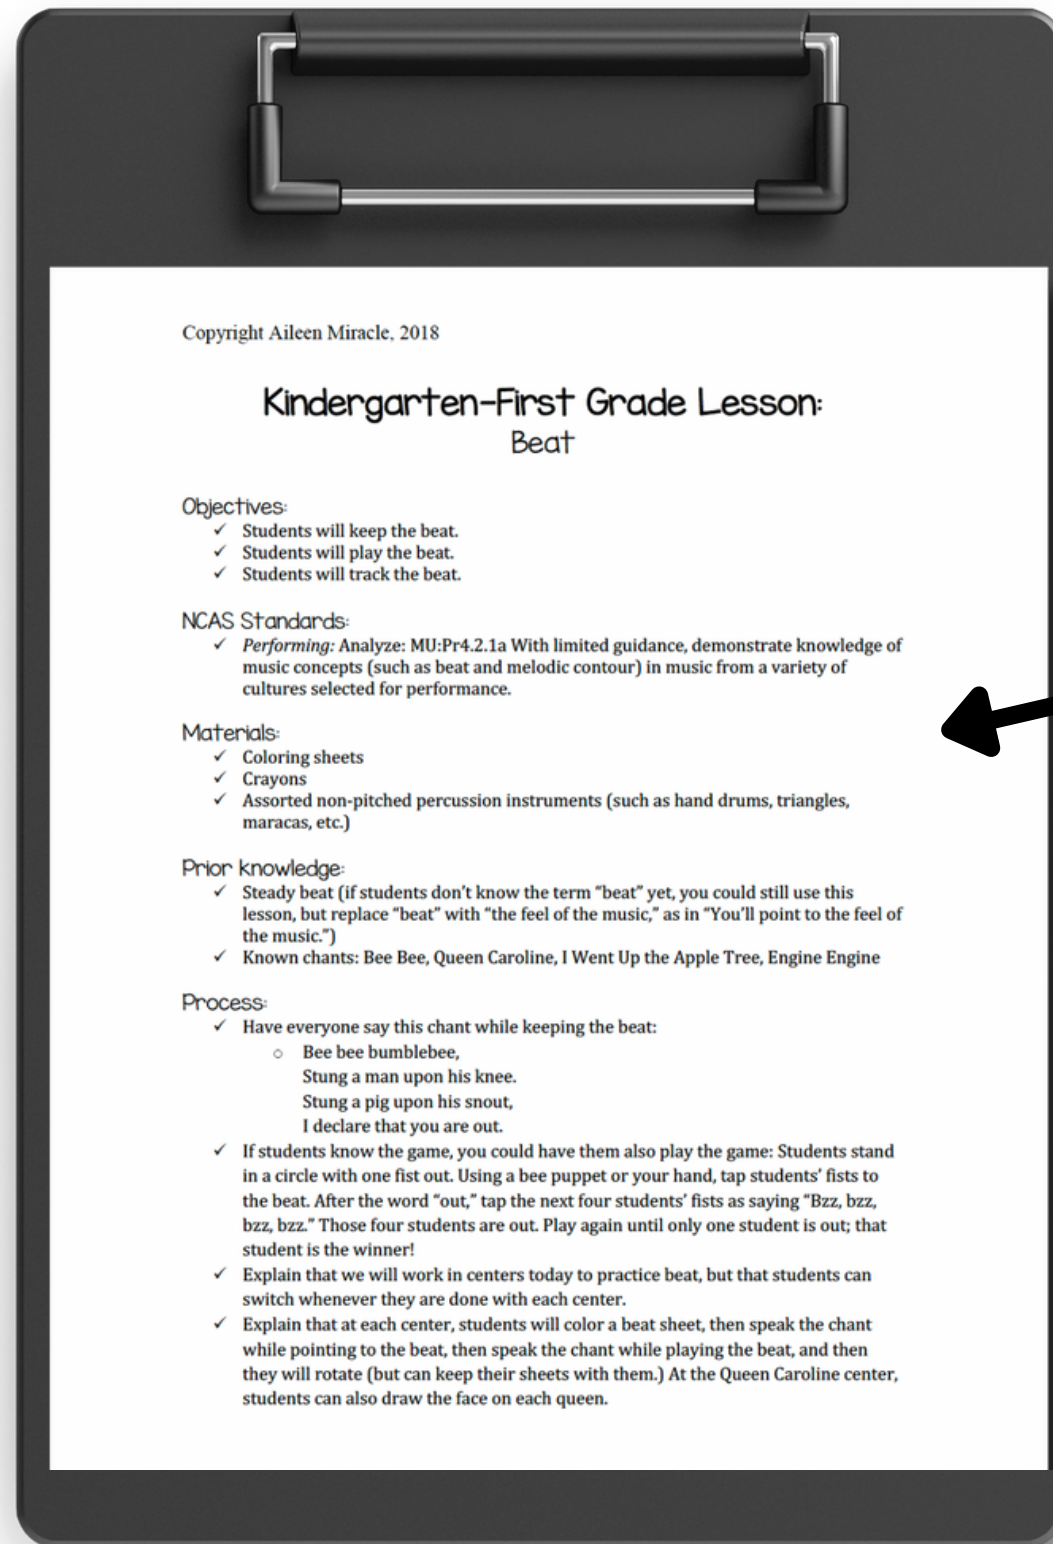 Copyright Aileen Miracle, 2018
Kindergarten-First Grade Lesson:
Beat
Objectives:
✓ Students will keep the beat.
✓ Students will play the beat.
✓ Students will track the beat.
NCAS Standards:
✓ Performing: Analyze: MU:Pr4.2.1a With limited guidance, demonstrate knowledge of
music concepts (such as beat and melodic contour) in music from a variety of
cultures selected for performance.
Materials:
✓ Coloring sheets
✓ Crayons
✓ Assorted non-pitched percussion instruments (such as hand drums, triangles,
maracas, etc.)
Prior knowledge:
✓ Steady beat (if students don't know the term "beat" yet, you could still use this
lesson, but replace "beat" with "the feel of the music," as in "You'll point to the feel of
the music.")
✓ Known chants: Bee Bee, Queen Caroline, I Went Up the Apple Tree, Engine Engine
Process:
✓ Have everyone say this chant while keeping the beat:
○ Bee bee bumblebee,
Stung a man upon his knee.
Stung a pig upon his snout,
I declare that you are out.
✓ If students know the game, you could have them also play the game: Students stand
in a circle with one fist out. Using a bee puppet or your hand, tap students' fists to
the beat. After the word "out," tap the next four students' fists as saying "Bzz, bzz,
bzz, bzz." Those four students are out. Play again until only one student is out; that
student is the winner!
✓ Explain that we will work in centers today to practice beat, but that students can
switch whenever they are done with each center.
✓ Explain that at each center, students will color a beat sheet, then speak the chant
while pointing to the beat, then speak the chant while playing the beat, and then
they will rotate (but can keep their sheets with them.) At the Queen Caroline center,
students can also draw the face on each queen.